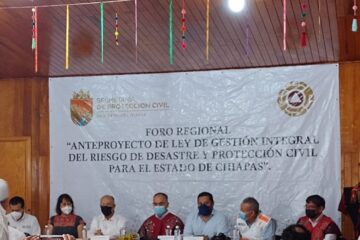 SECRETARÍA
DE PROTECCIÓN CIVIL
FORO REGIONAL
"ANTEPROYECTO DE LEY DE GESTIÓN INTEGRAL
DEL RIESGO DE DESASTRE Y PROTECCIÓN CIVIL
PARA EL ESTADO DE CHIAPAS".